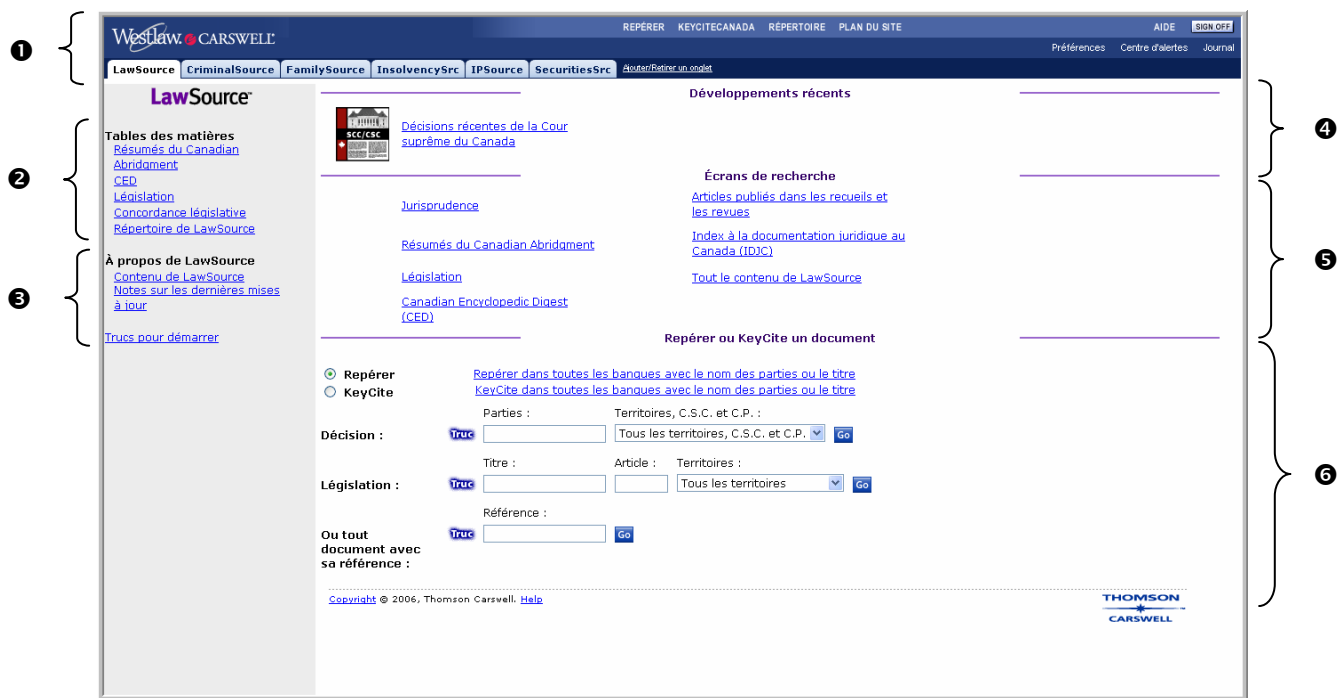 ❶
Westlaw. CARSWELL
REPÉRER KEYCITECANADA RÉPERTOIRE PLAN DU SITE AIDE SIGN OFF
Préférences Centre d'alertes Journal
LawSource CriminalSource FamilySource InsolvencySrc IPSource SecuritiesSrc Ajouter/Retirer un onglet
LawSource
❷
Tables des matières
Résumés du Canadian
Abridgment
CED
Législation
Concordance législative
Répertoire de LawSource
❸
À propos de LawSource
Contenu de LawSource
Notes sur les dernières mises
à jour
Trucs pour démarrer
Développements récents
❹
SCC/CSC
Décisions récentes de la Cour
suprême du Canada
Écrans de recherche
❺
Jurisprudence
Résumés du Canadian Abridgment
Législation
Canadian Encyclopedic Digest
(CED)
Articles publiés dans les recueils et
les revues
Index à la documentation juridique au
Canada (IDJC)
Tout le contenu de LawSource
Repérer ou KeyCite un document
❻
Repérer Repérer dans toutes les banques avec le nom des parties ou le titre
KeyCite KeyCite dans toutes les banques avec le nom des parties ou le titre
Parties : Territoires, C.S.C. et C.P. :
Décision : Truc Tous les territoires, C.S.C. et C.P. Go
Titre : Article : Territoires :
Législation : Truc Tous les territoires Go
Référence :
Ou tout Truc Go
document avec
sa référence :
Copyright © 2006, Thomson Carswell. Help
THOMSON
CARSWELL